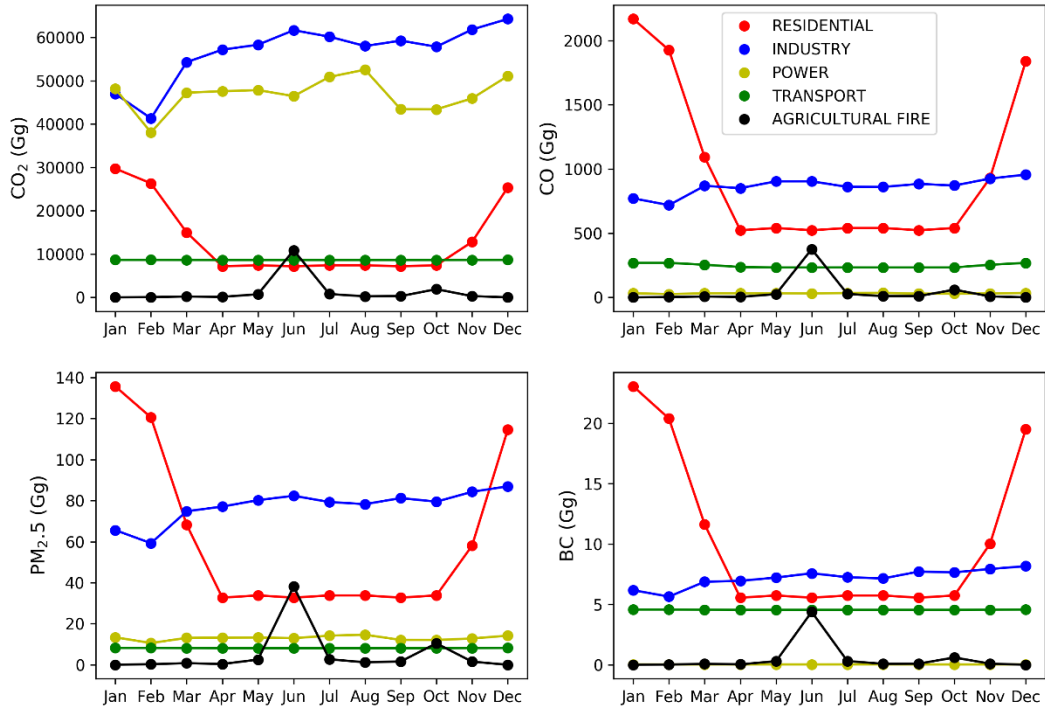 60000
50000
40000
30000
20000
10000
0
CO₂ (Gg)
Jan Feb Mar Apr May Jun Jul Aug Sep Oct Nov Dec
2000
1500
1000
500
0
CO (Gg)
RESIDENTIAL
INDUSTRY
POWER
TRANSPORT
AGRICULTURAL FIRE
Jan Feb Mar Apr May Jun Jul Aug Sep Oct Nov Dec
140
120
100
80
60
40
20
0
PM₂.5 (Gg)
Jan Feb Mar Apr May Jun Jul Aug Sep Oct Nov Dec
20
15
10
5
0
BC (Gg)
Jan Feb Mar Apr May Jun Jul Aug Sep Oct Nov Dec